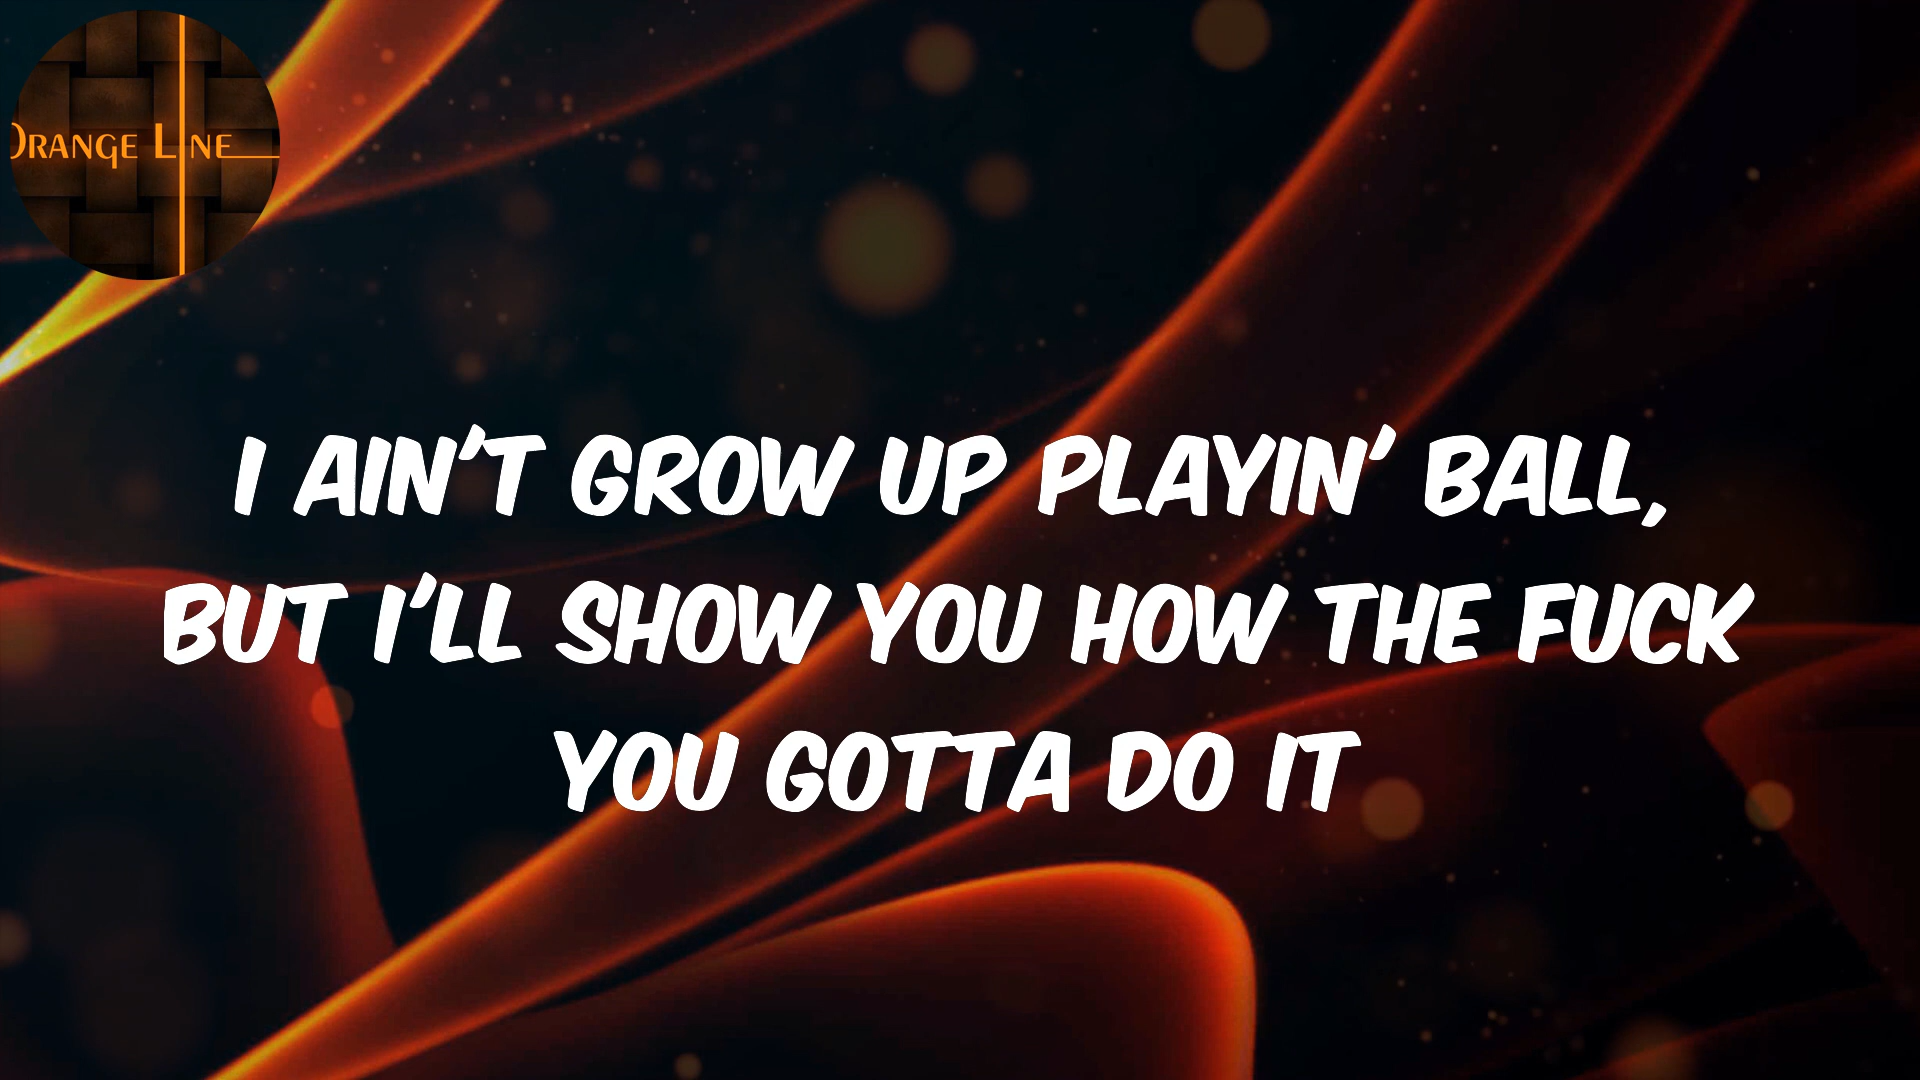 ORANGE LINE
I AIN'T GROW UP PLAYIN' BALL,
BUT I'LL SHOW YOU HOW THE FUCK
YOU GOTTA DO IT